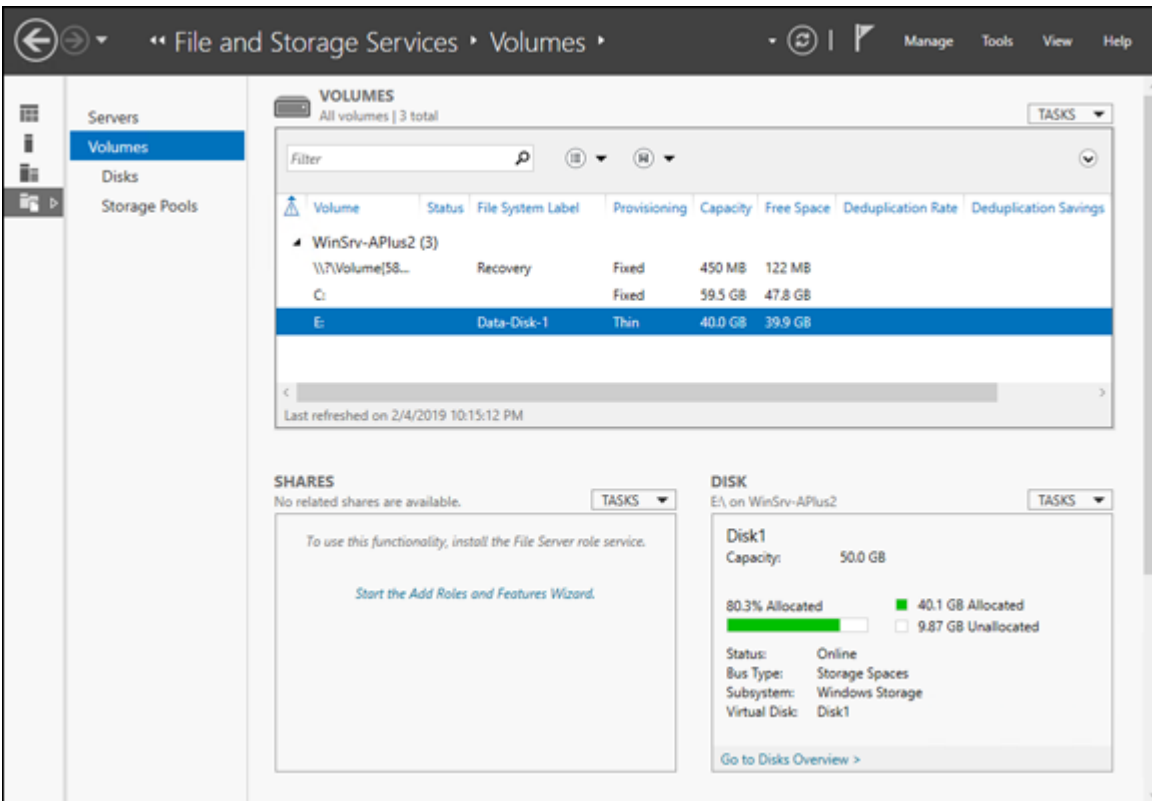 File and Storage Services ▸ Volumes ▸
Manage Tools View Help
Servers
Volumes
Disks
Storage Pools
VOLUMES
All volumes | 3 total
TASKS
Filter
Volume Status File System Label Provisioning Capacity Free Space Deduplication Rate Deduplication Savings
WinSrv-APlus2 (3)
\\?\Volume{58... Recovery Fixed 450 MB 122 MB
C: Fixed 59.5 GB 47.8 GB
E: Data-Disk-1 Thin 40.0 GB 39.9 GB
Last refreshed on 2/4/2019 10:15:12 PM
SHARES
No related shares are available.
TASKS
To use this functionality, install the File Server role service.
Start the Add Roles and Features Wizard.
DISK
E:\ on WinSrv-APlus2
TASKS
Disk1
Capacity: 50.0 GB
80.3% Allocated
40.1 GB Allocated
9.87 GB Unallocated
Status: Online
Bus Type: Storage Spaces
Subsystem: Windows Storage
Virtual Disk: Disk1
Go to Disks Overview >